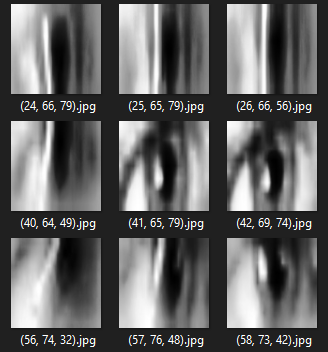 (24, 66, 79).jpg (25, 65, 79).jpg (26, 66, 56).jpg
(40, 64, 49).jpg (41, 65, 79).jpg (42, 69, 74).jpg
(56, 74, 32).jpg (57, 76, 48).jpg (58, 73, 42).jpg